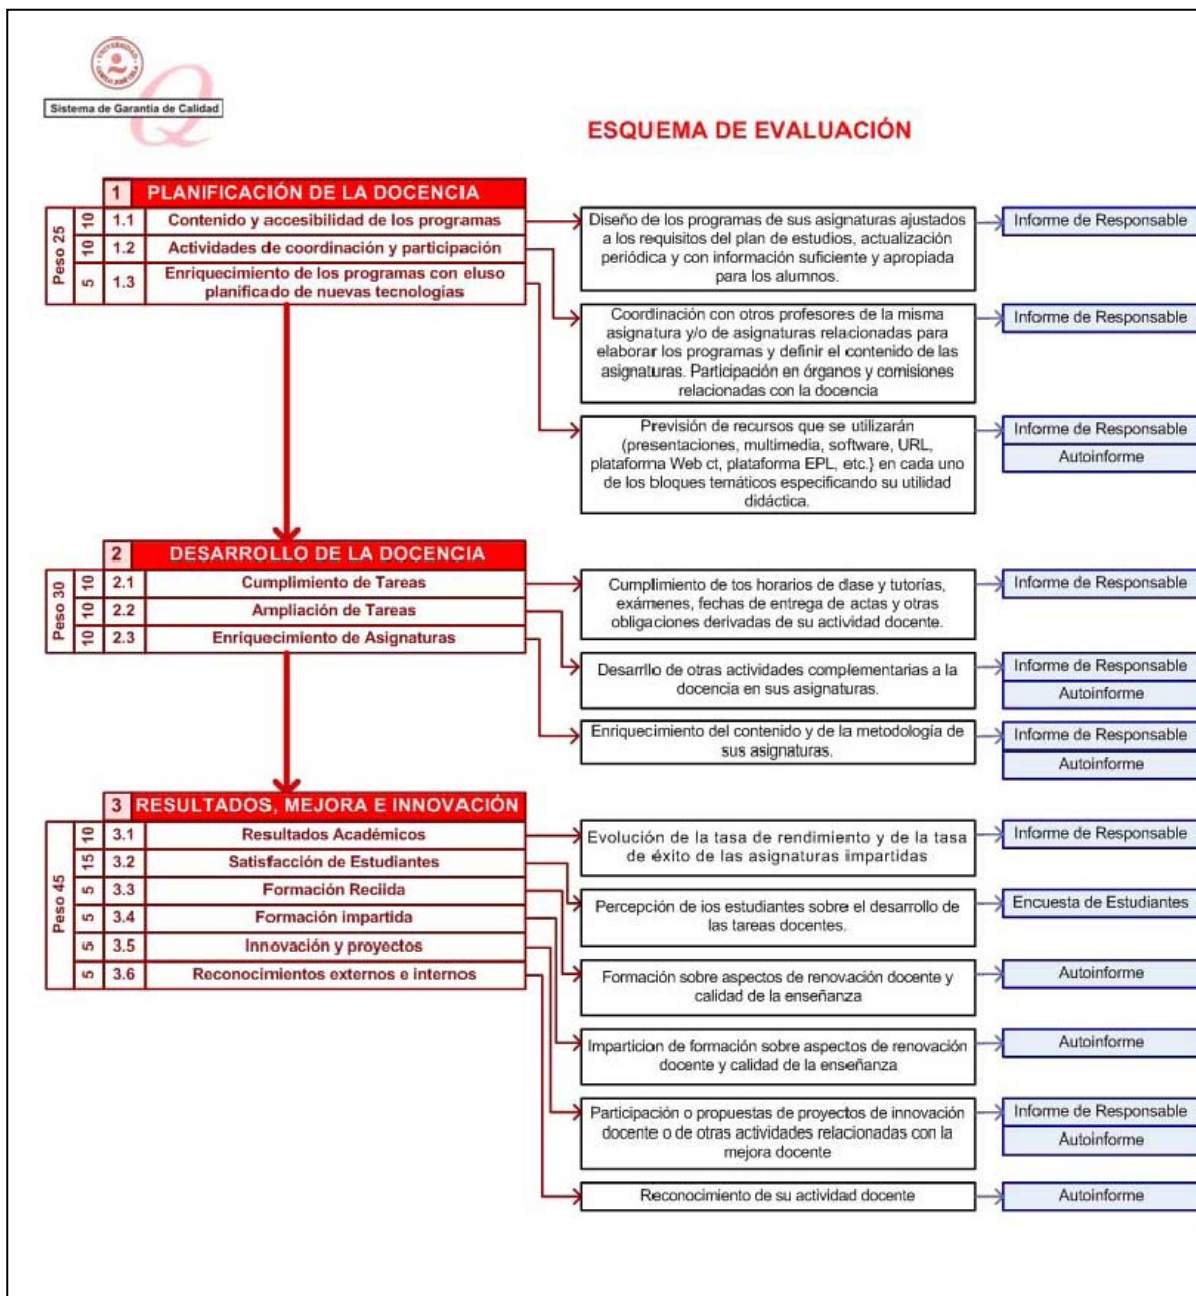 UNIVERSIDAD
CAMILO JOSÉ CELA
Sistema de Garantía de Calidad
Q
ESQUEMA DE EVALUACIÓN
1 PLANIFICACIÓN DE LA DOCENCIA
Peso 25
10 1.1 Contenido y accesibilidad de los programas
10 1.2 Actividades de coordinación y participación
5 1.3 Enriquecimiento de los programas con eluso
planificado de nuevas tecnologías
Diseño de los programas de sus asignaturas ajustados
a los requisitos del plan de estudios, actualización
periódica y con información suficiente y apropiada
para los alumnos.
Informe de Responsable
Coordinación con otros profesores de la misma
asignatura y/o de asignaturas relacionadas para
elaborar los programas y definir el contenido de las
asignaturas. Participación en órganos y comisiones
relacionadas con la docencia
Informe de Responsable
Previsión de recursos que se utilizarán
(presentaciones, multimedia, software, URL,
plataforma Web ct, plataforma EPL, etc.} en cada uno
de los bloques temáticos especificando su utilidad
didáctica.
Informe de Responsable
Autoinforme
2 DESARROLLO DE LA DOCENCIA
Peso 30
10 2.1 Cumplimiento de Tareas
10 2.2 Ampliación de Tareas
10 2.3 Enriquecimiento de Asignaturas
Cumplimiento de tos horarios de dase y tutorías,
exámenes, fechas de entrega de actas y otras
obligaciones derivadas de su actividad docente.
Informe de Responsable
Desarrllo de otras actividades complementarias a la
docencia en sus asignaturas.
Informe de Responsable
Autoinforme
Enriquecimiento del contenido y de la metodología de
sus asignaturas.
Informe de Responsable
Autoinforme
3 RESULTADOS, MEJORA E INNOVACIÓN
Peso 45
10 3.1 Resultados Académicos
15 3.2 Satisfacción de Estudiantes
5 3.3 Formación Reciida
5 3.4 Formación impartida
5 3.5 Innovación y proyectos
5 3.6 Reconocimientos externos e internos
Evolución de la tasa de rendimiento y de la tasa
de éxito de las asignaturas impartidas
Informe de Responsable
Percepción de ios estudiantes sobre el desarrollo de
las tareas docentes.
Encuesta de Estudiantes
Formación sobre aspectos de renovación docente y
calidad de la enseñanza
Autoinforme
Imparticion de formación sobre aspectos de renovación
docente y calidad de la enseñanza
Autoinforme
Participación o propuestas de proyectos de innovación
docente o de otras actividades relacionadas con la
mejora docente
Informe de Responsable
Autoinforme
Reconocimiento de su actividad docente
Autoinforme